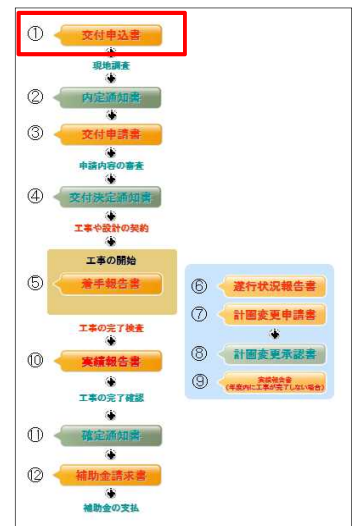 ① 交付申込書
現地調査
② 内定通知書
③ 交付申請書
申請内容の審査
④ 交付決定通知書
工事や設計の契約
工事の開始
⑤ 着手報告書
工事の完了検査
⑩ 実績報告書
工事の完了確認
⑪ 確定通知書
⑫ 補助金請求書
補助金の支払
⑥ 遂行状況報告書
⑦ 計画変更申請書
⑧ 計画変更承認書
⑨ 実績報告書
(年度内に工事が完了しない場合)